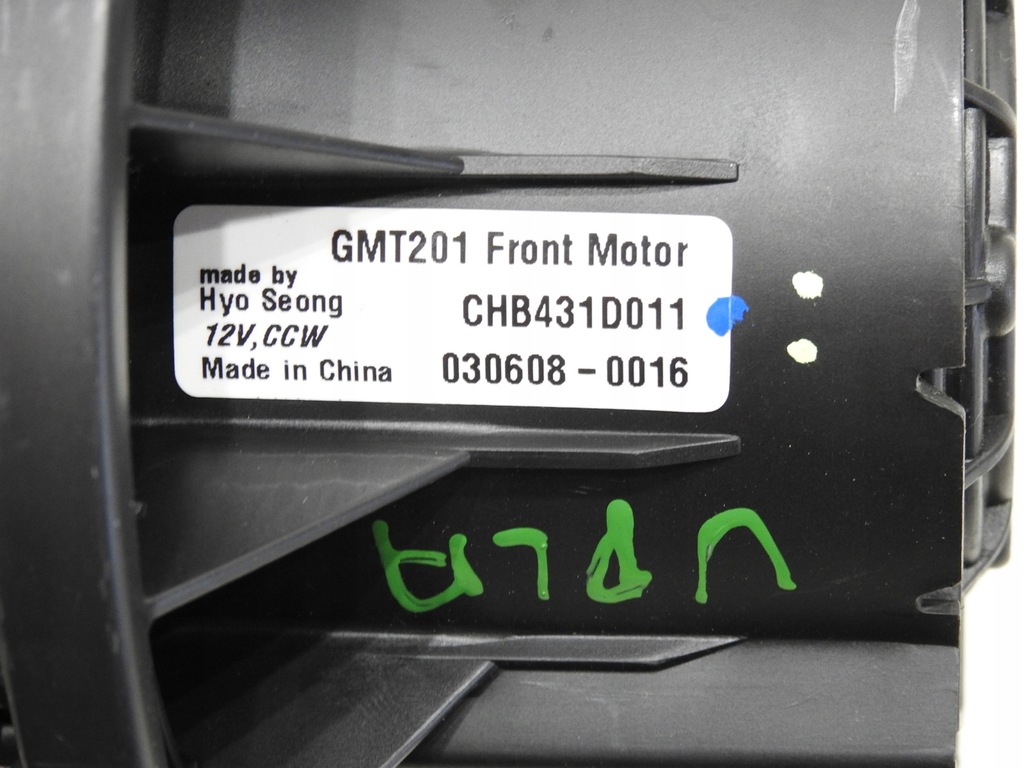 GMT201 Front Motor
made by
Hyo Seong
CHB431D011
12V,CCW
Made in China
030608-0016